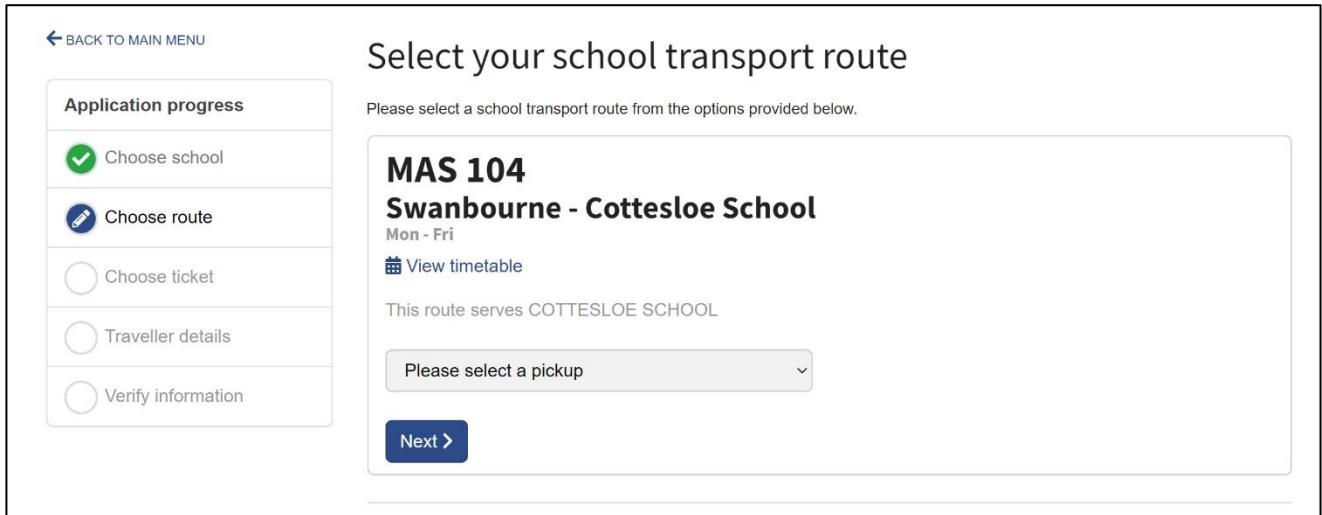 BACK TO MAIN MENU
Application progress
Choose school
Choose route
Choose ticket
Traveller details
Verify information
Select your school transport route
Please select a school transport route from the options provided below.
MAS 104
Swanbourne - Cottesloe School
Mon - Fri
View timetable
This route serves COTTESLOE SCHOOL
Please select a pickup
Next